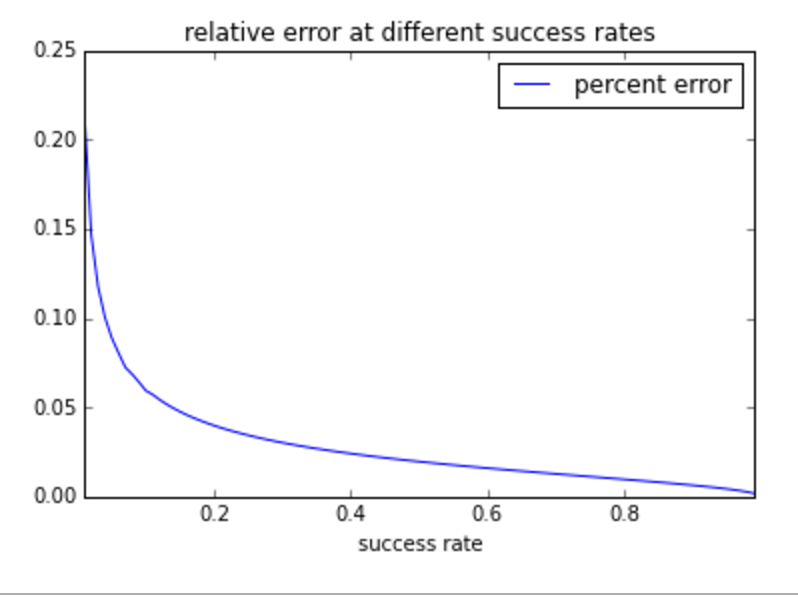 relative error at different success rates
0.25
percent error
0.20
0.15
0.10
0.05
0.00
0.2 0.4 0.6 0.8
success rate